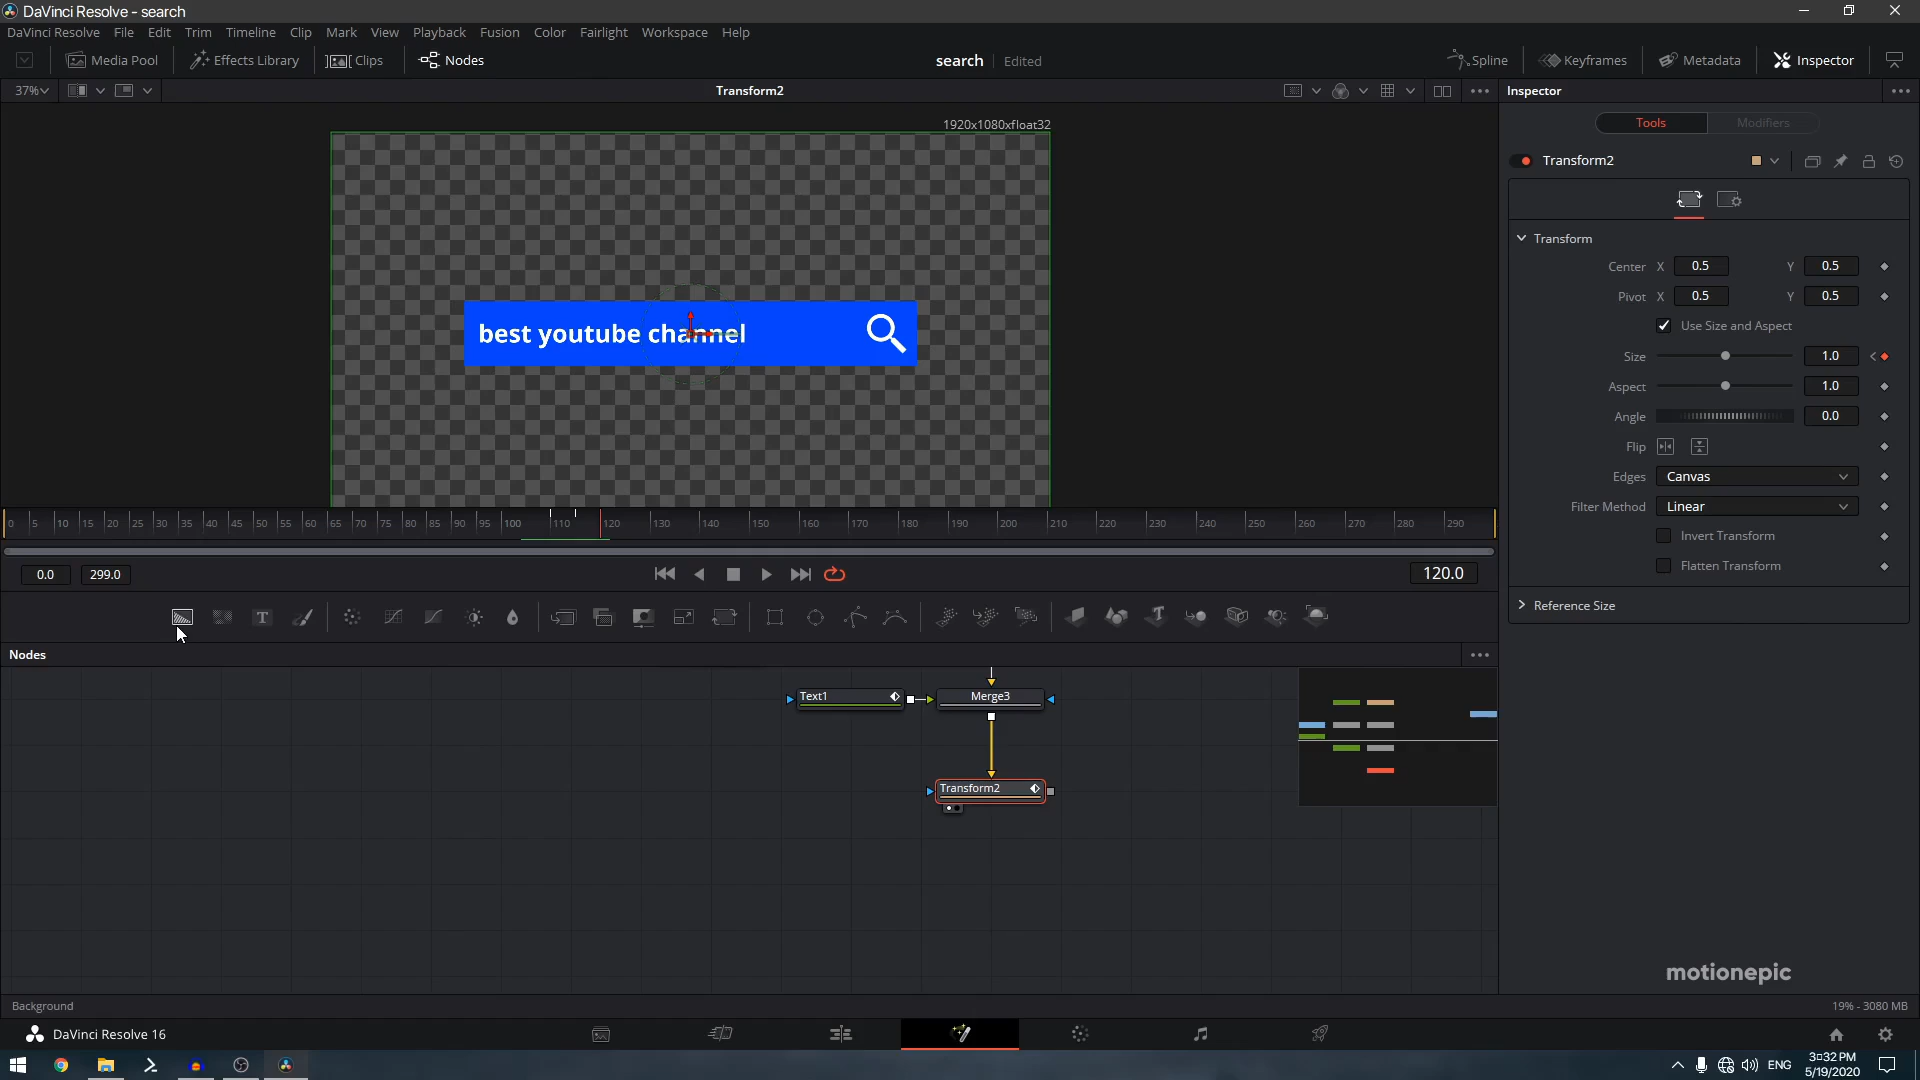 DaVinci Resolve - search
DaVinci Resolve File Edit Trim Timeline Clip Mark View Playback Fusion Color Fairlight Workspace Help
Media Pool Effects Library Clips Nodes search Edited Spline Keyframes Metadata Inspector
37% Transform2 Inspector
1920x1080xfloat32
Tools Modifiers
Transform2
Transform
Center X 0.5 Y 0.5
Pivot X 0.5 Y 0.5
Use Size and Aspect
best youtube channel
Size 1.0
Aspect 1.0
Angle 0.0
Flip
Edges Canvas
Filter Method Linear
0 5 10 15 20 25 30 35 40 45 50 55 60 65 70 75 80 85 90 95 100 110 120 130 140 150 160 170 180 190 200 210 220 230 240 250 260 270 280 290
Invert Transform
Flatten Transform
0.0 299.0 120.0
Reference Size
Nodes
Text1 Merge3
Transform2
motionepic
Background 19% - 3080 MB
DaVinci Resolve 16
ENG
3:32 PM
5/19/2020